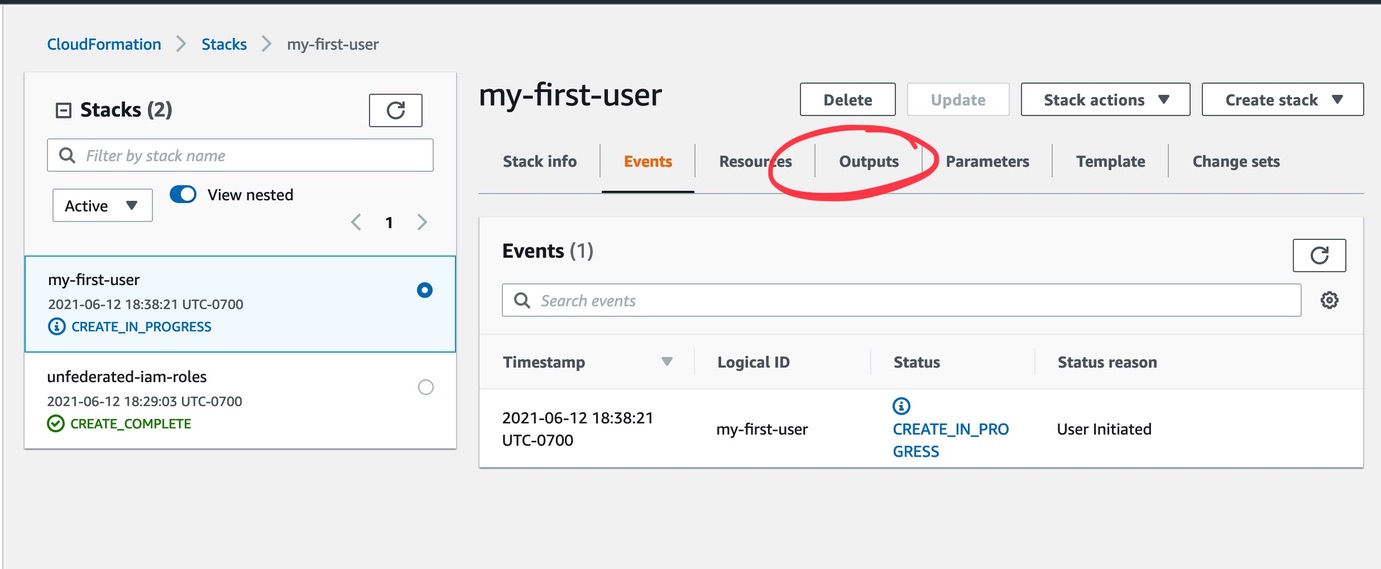 CloudFormation > Stacks > my-first-user
Stacks (2)
Filter by stack name
Active
View nested
1
my-first-user
2021-06-12 18:38:21 UTC-0700
CREATE_IN_PROGRESS
unfederated-iam-roles
2021-06-12 18:29:03 UTC-0700
CREATE_COMPLETE
my-first-user
Delete Update Stack actions Create stack
Stack info Events Resources Outputs Parameters Template Change sets
Events (1)
Search events
Timestamp Logical ID Status Status reason
2021-06-12 18:38:21
UTC-0700
my-first-user
CREATE_IN_PRO
GRESS
User Initiated